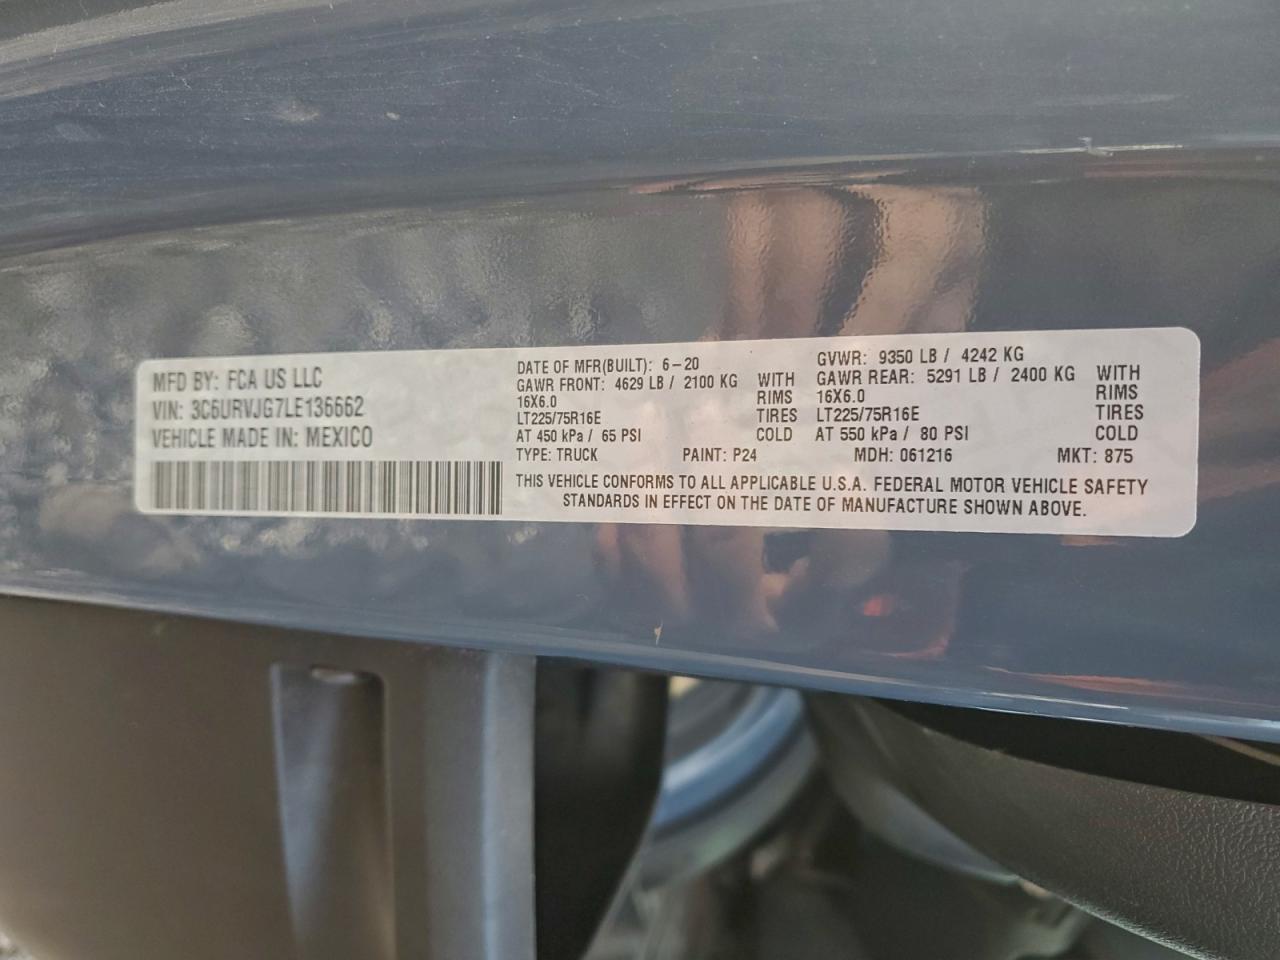 MFD BY: FCA US LLC
VIN: 3C6URVJG7LE136662
VEHICLE MADE IN: MEXICO
DATE OF MFR(BUILT): 6-20
GAWR FRONT: 4629 LB / 2100 KG WITH
16X6.0 RIMS
LT225/75R16E TIRES
AT 450 kPa / 65 PSI COLD
GVWR: 9350 LB / 4242 KG
GAWR REAR: 5291 LB / 2400 KG WITH
16X6.0 RIMS
LT225/75R16E TIRES
AT 550 kPa / 80 PSI COLD
TYPE: TRUCK PAINT: P24 MDH: 061216 MKT: 875
THIS VEHICLE CONFORMS TO ALL APPLICABLE U.S.A. FEDERAL MOTOR VEHICLE SAFETY
STANDARDS IN EFFECT ON THE DATE OF MANUFACTURE SHOWN ABOVE.